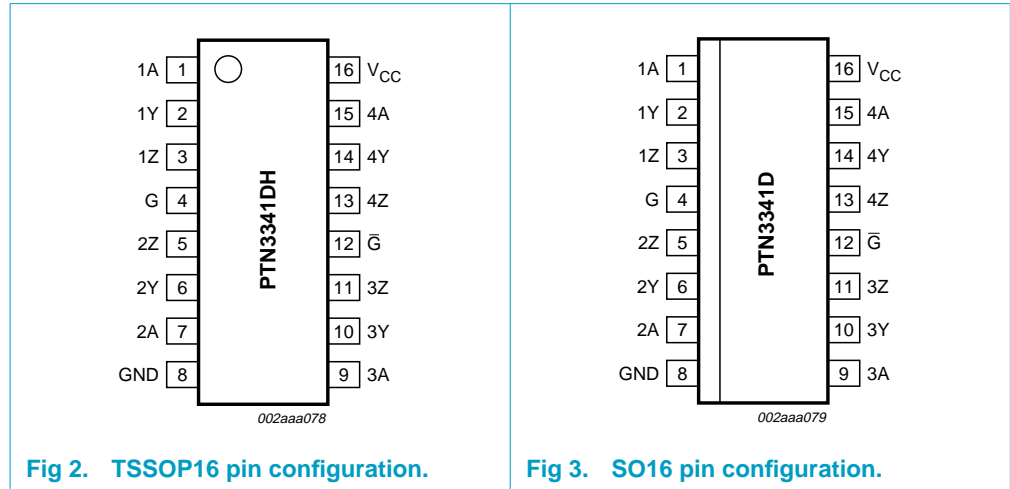 1A 1 16 VCC
1Y 2 15 4A
1Z 3 14 4Y
G 4 13 4Z
2Z 5 12 G̅
2Y 6 11 3Z
2A 7 10 3Y
GND 8 9 3A
PTN3341DH
002aaa078
Fig 2. TSSOP16 pin configuration.
1A 1 16 VCC
1Y 2 15 4A
1Z 3 14 4Y
G 4 13 4Z
2Z 5 12 G̅
2Y 6 11 3Z
2A 7 10 3Y
GND 8 9 3A
PTN3341D
002aaa079
Fig 3. SO16 pin configuration.